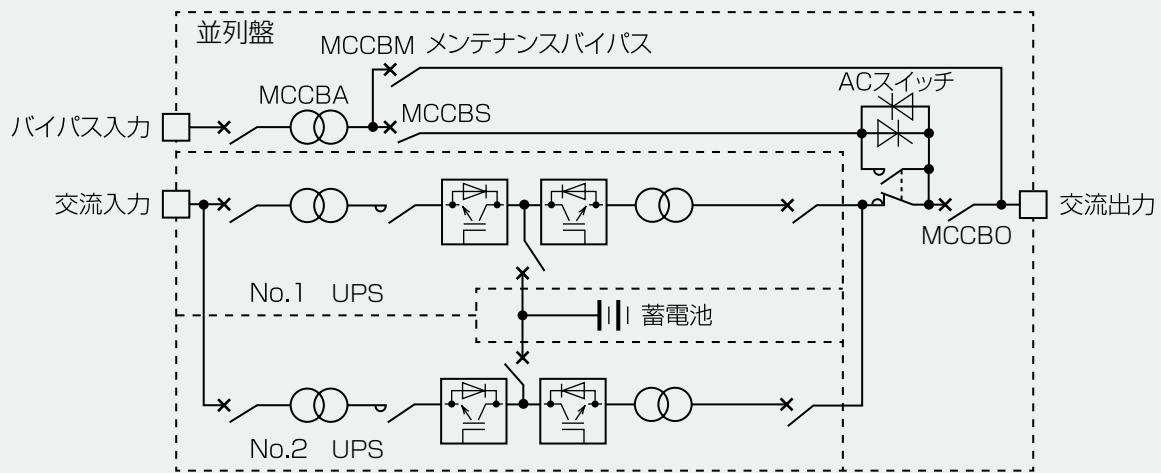 並列盤
MCCBM メンテナンスバイパス
ACスイッチ
MCCBA
MCCBS
バイパス入力
交流入力
交流出力
MCCBO
No.1 UPS
蓄電池
No.2 UPS